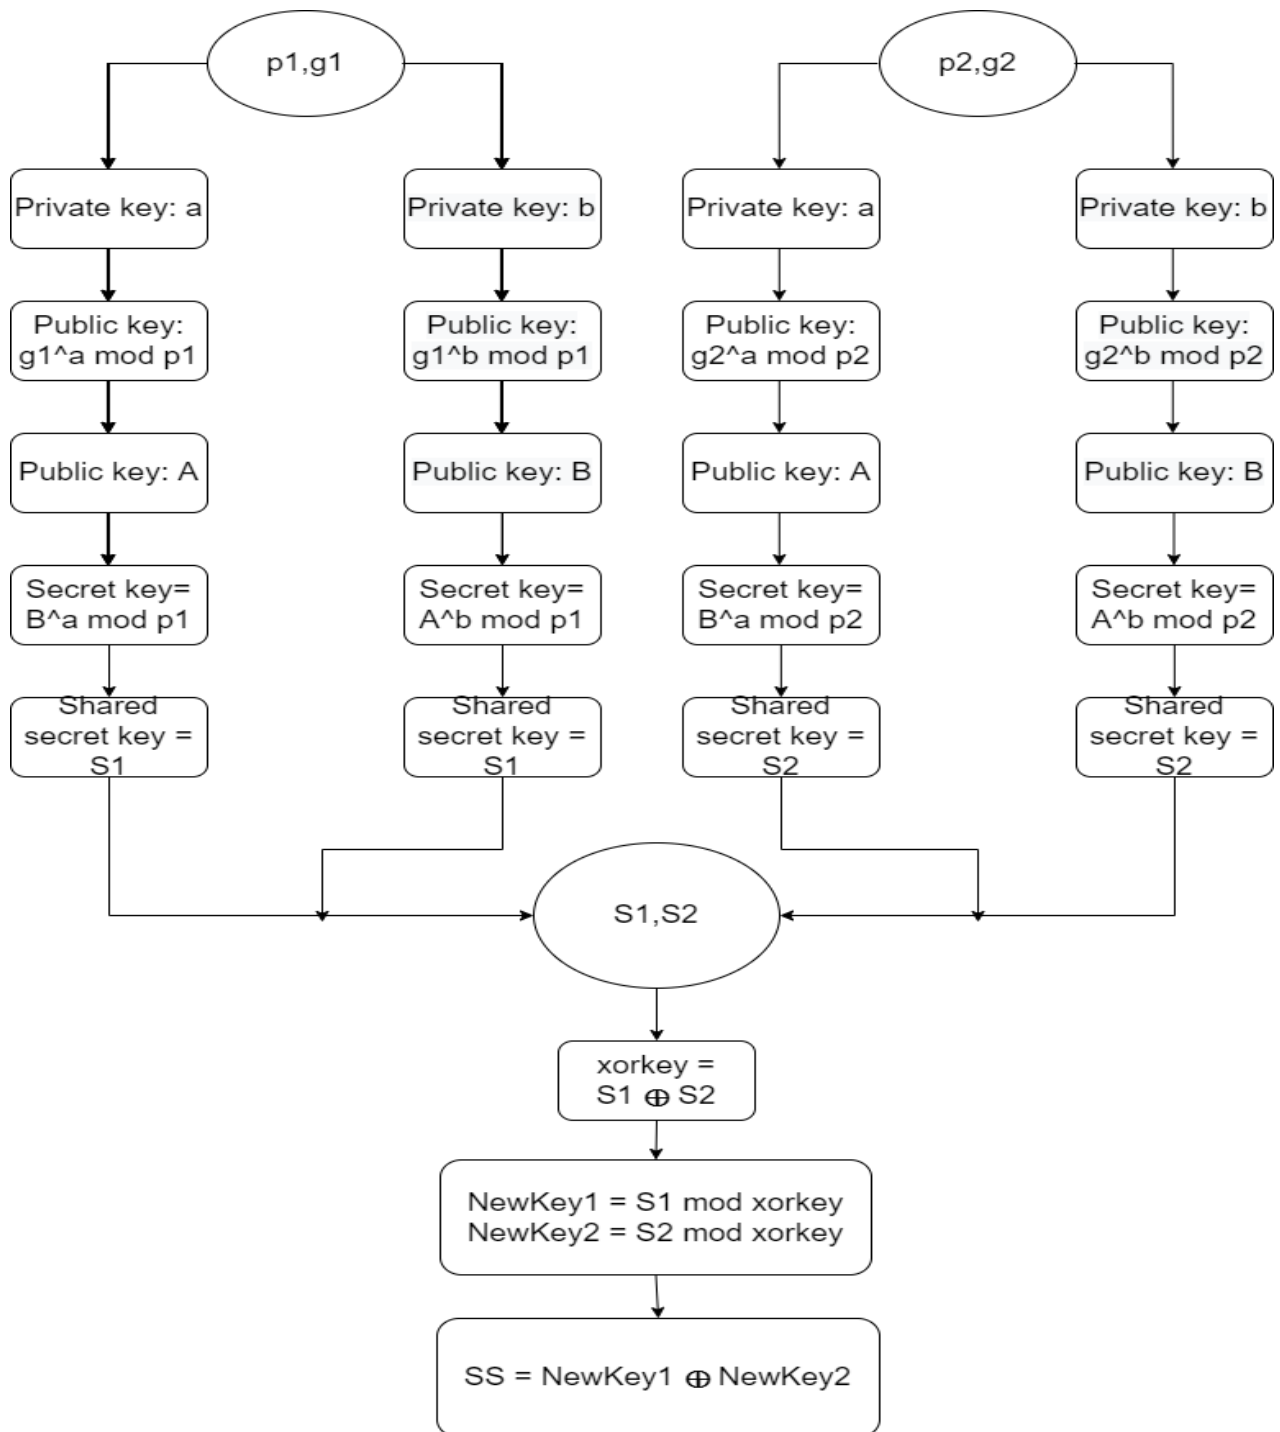 p1,g1
p2,g2
Private key: a
Private key: b
Private key: a
Private key: b
Public key:
g1^a mod p1
Public key:
g1^b mod p1
Public key:
g2^a mod p2
Public key:
g2^b mod p2
Public key: A
Public key: B
Public key: A
Public key: B
Secret key=
B^a mod p1
Secret key=
A^b mod p1
Secret key=
B^a mod p2
Secret key=
A^b mod p2
Shared
secret key =
S1
Shared
secret key =
S1
Shared
secret key =
S2
Shared
secret key =
S2
S1,S2
xorkey =
S1 ⊕ S2
NewKey1 = S1 mod xorkey
NewKey2 = S2 mod xorkey
SS = NewKey1 ⊕ NewKey2